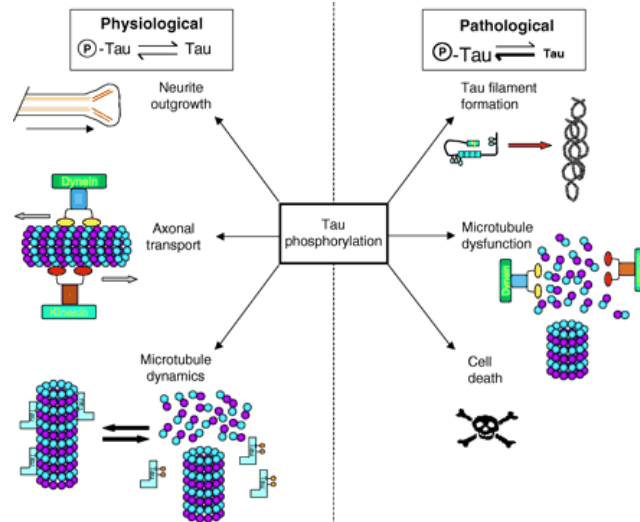 Physiological
P -Tau Tau
Pathological
P -Tau Tau
Neurite
outgrowth
Tau filament
formation
Dynein
Axonal
transport
Kinesin
Tau
phosphorylation
Microtubule
dysfunction
Dynein
Microtubule
dynamics
Cell
death